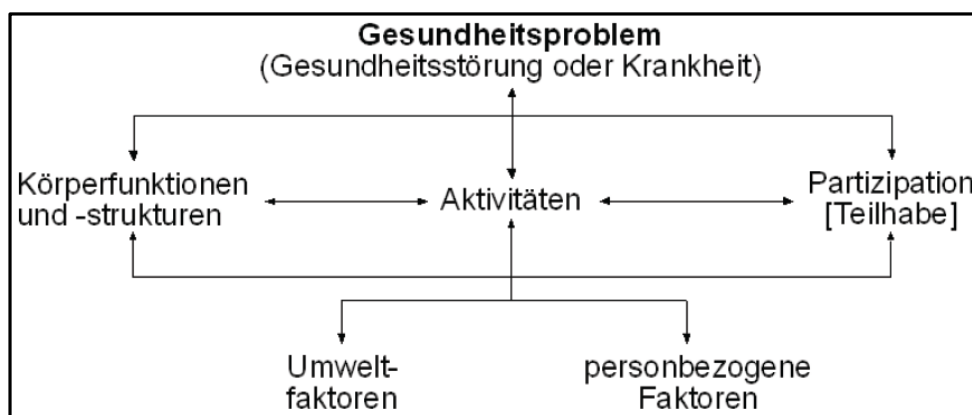 Gesundheitsproblem
(Gesundheitsstörung oder Krankheit)
Körperfunktionen
und -strukturen
Aktivitäten
Partizipation
[Teilhabe]
Umwelt-
faktoren
personbezogene
Faktoren